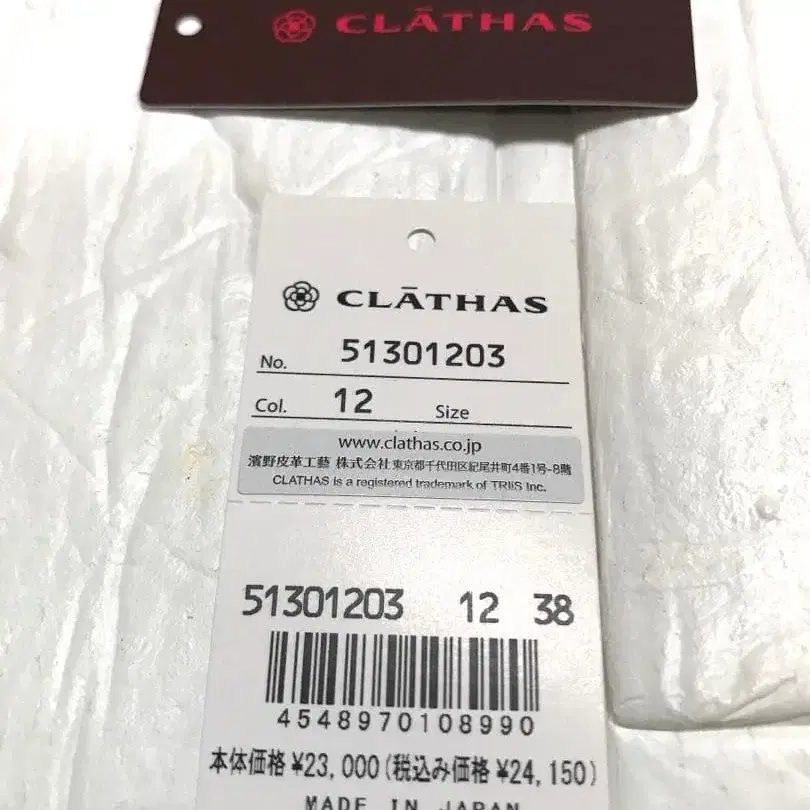 CLĀTHAS
CLĀTHAS
No. 51301203
Col. 12 Size
www.clathas.co.jp
濱野皮革工藝 株式会社 東京都千代田区紀尾井町4番1号-8階
CLATHAS is a registered trademark of TRIiS Inc.
51301203 12 38
4548970108990
本体価格 ¥23,000(税込み価格 ¥24,150)
MADE IN JAPAN